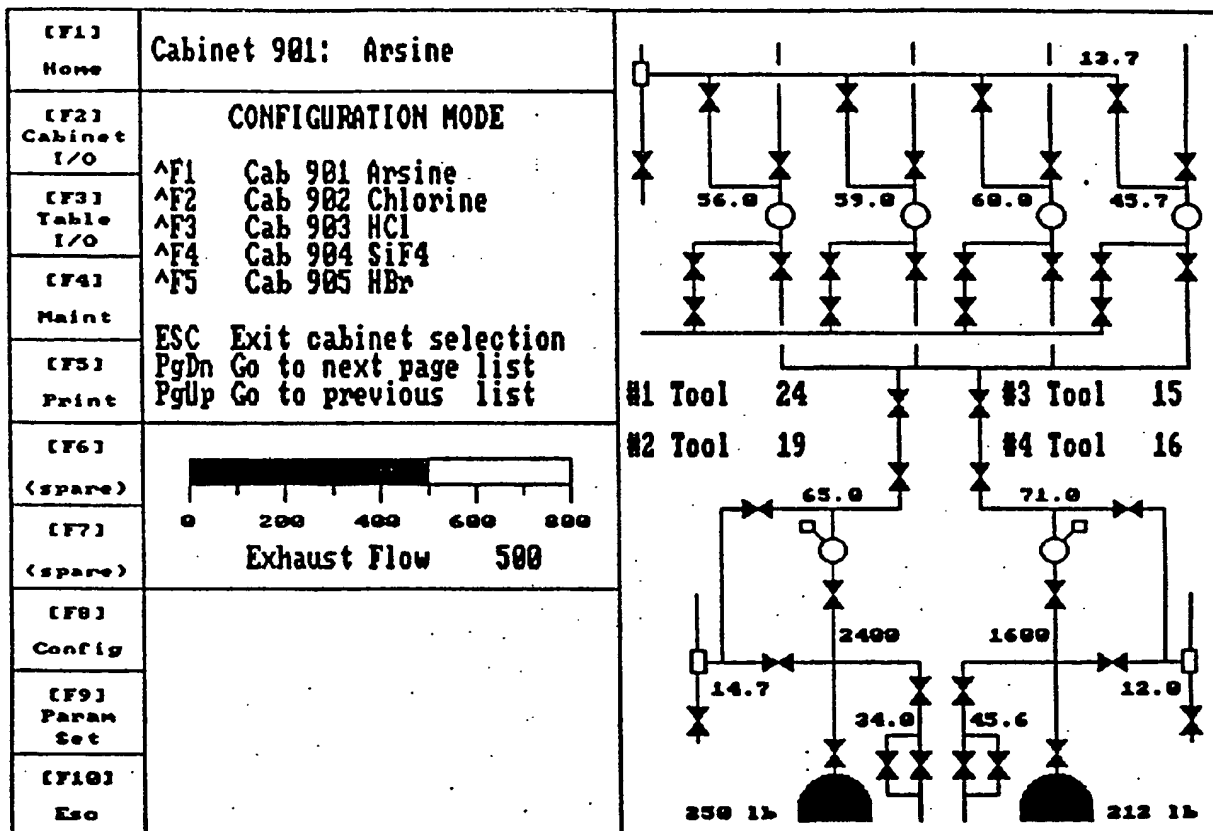 [F1]
Home
[F2]
Cabinet
I/O
[F3]
Table
I/O
[F4]
Maint
[F5]
Print
[F6]
(spare)
[F7]
(spare)
[F8]
Config
[F9]
Param
Set
[F10]
Esc
Cabinet 901: Arsine
CONFIGURATION MODE
^F1 Cab 901 Arsine
^F2 Cab 902 Chlorine
^F3 Cab 903 HCl
^F4 Cab 904 SiF4
^F5 Cab 905 HBr
ESC Exit cabinet selection
PgDn Go to next page list
PgUp Go to previous list
0 200 400 600 800
Exhaust Flow 500
13.7
56.0 59.0 60.0 45.7
#1 Tool 24 #3 Tool 15
#2 Tool 19 #4 Tool 16
65.0 71.0
2400 1600
14.7 12.0
34.0 45.6
250 lb 212 lb